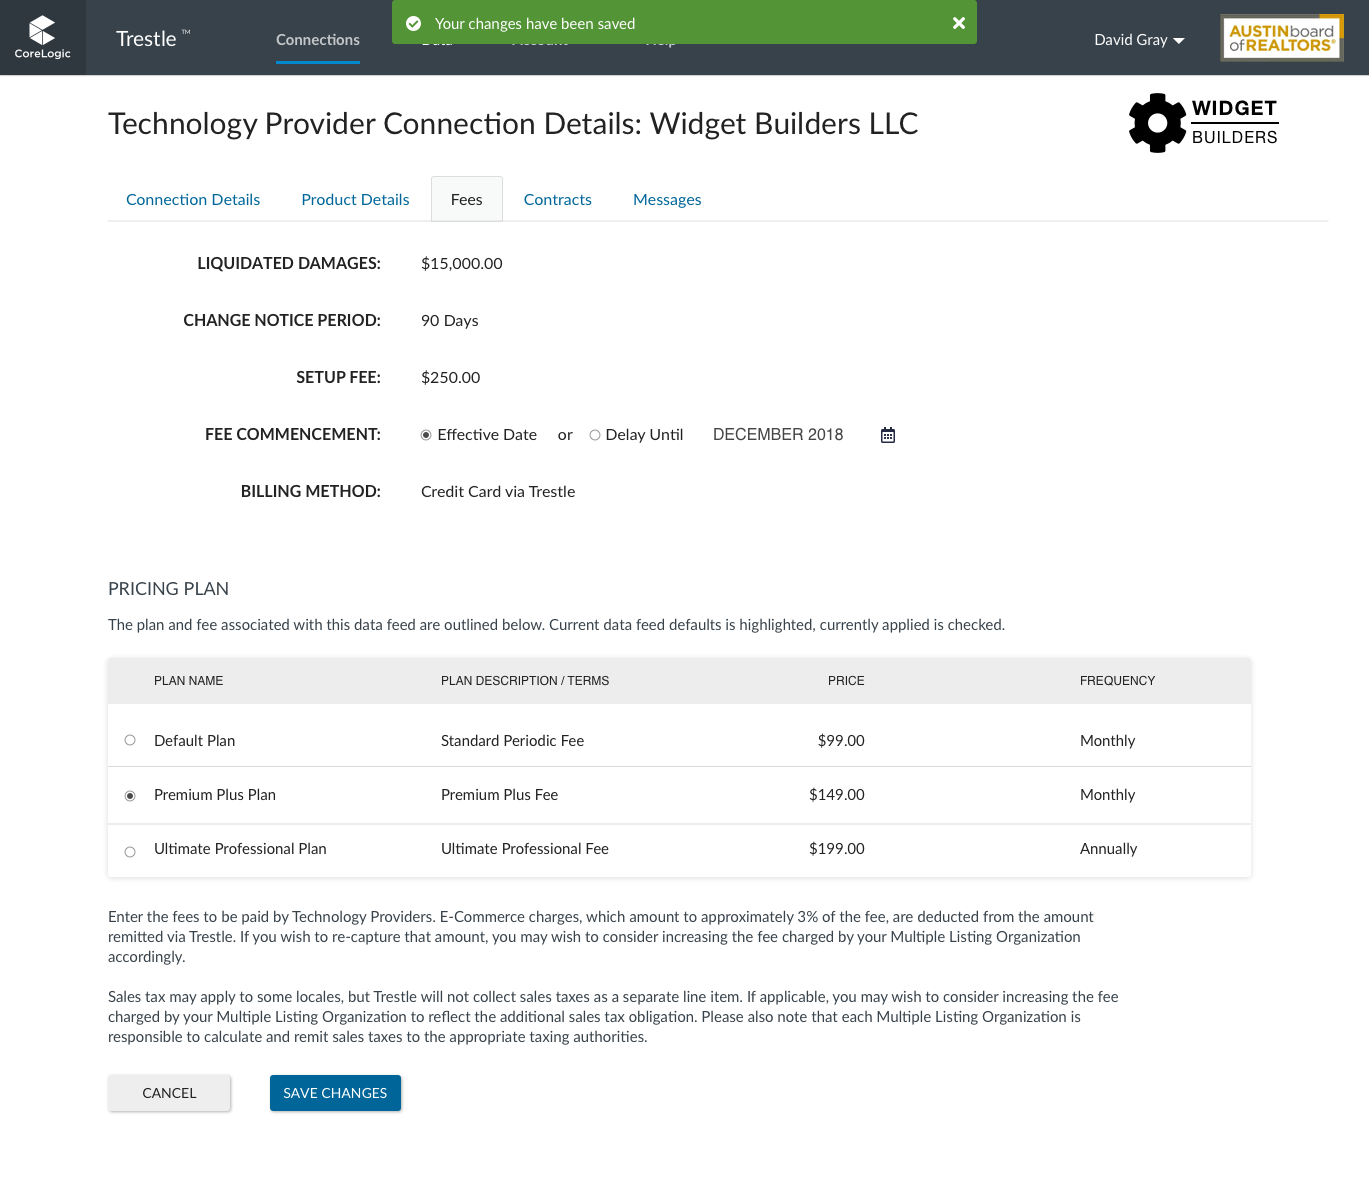 Your changes have been saved
CoreLogic
Trestle ™
Connections
David Gray
AUSTINboard
ofREALTORS®
Technology Provider Connection Details: Widget Builders LLC
WIDGET
BUILDERS
Connection Details Product Details Fees Contracts Messages
LIQUIDATED DAMAGES: $15,000.00
CHANGE NOTICE PERIOD: 90 Days
SETUP FEE: $250.00
FEE COMMENCEMENT: Effective Date or Delay Until DECEMBER 2018
BILLING METHOD: Credit Card via Trestle
PRICING PLAN
The plan and fee associated with this data feed are outlined below. Current data feed defaults is highlighted, currently applied is checked.
PLAN NAME PLAN DESCRIPTION / TERMS PRICE FREQUENCY
Default Plan Standard Periodic Fee $99.00 Monthly
Premium Plus Plan Premium Plus Fee $149.00 Monthly
Ultimate Professional Plan Ultimate Professional Fee $199.00 Annually
Enter the fees to be paid by Technology Providers. E-Commerce charges, which amount to approximately 3% of the fee, are deducted from the amount
remitted via Trestle. If you wish to re-capture that amount, you may wish to consider increasing the fee charged by your Multiple Listing Organization
accordingly.
Sales tax may apply to some locales, but Trestle will not collect sales taxes as a separate line item. If applicable, you may wish to consider increasing the fee
charged by your Multiple Listing Organization to reflect the additional sales tax obligation. Please also note that each Multiple Listing Organization is
responsible to calculate and remit sales taxes to the appropriate taxing authorities.
CANCEL SAVE CHANGES